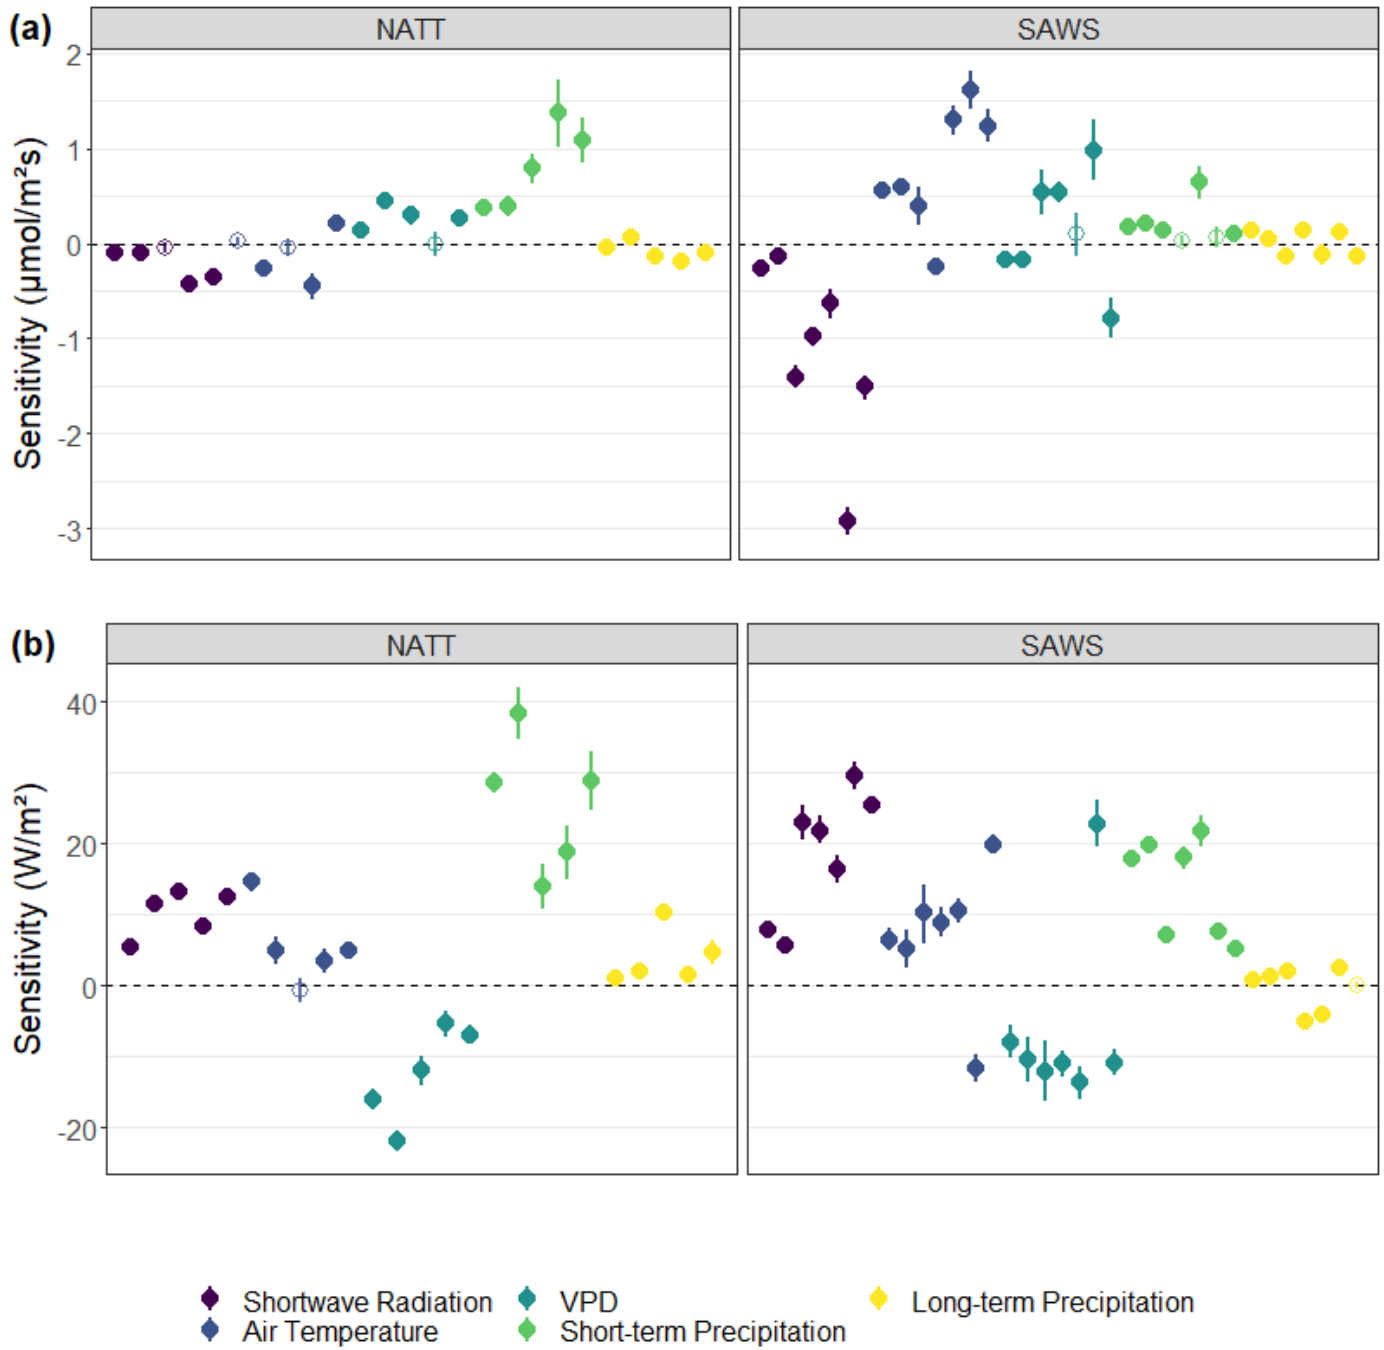 (a)
NATT
SAWS
Sensitivity (µmol/m²s)
2
1
0
-1
-2
-3
(b)
NATT
SAWS
Sensitivity (W/m²)
40
20
0
-20
Shortwave Radiation
VPD
Long-term Precipitation
Air Temperature
Short-term Precipitation